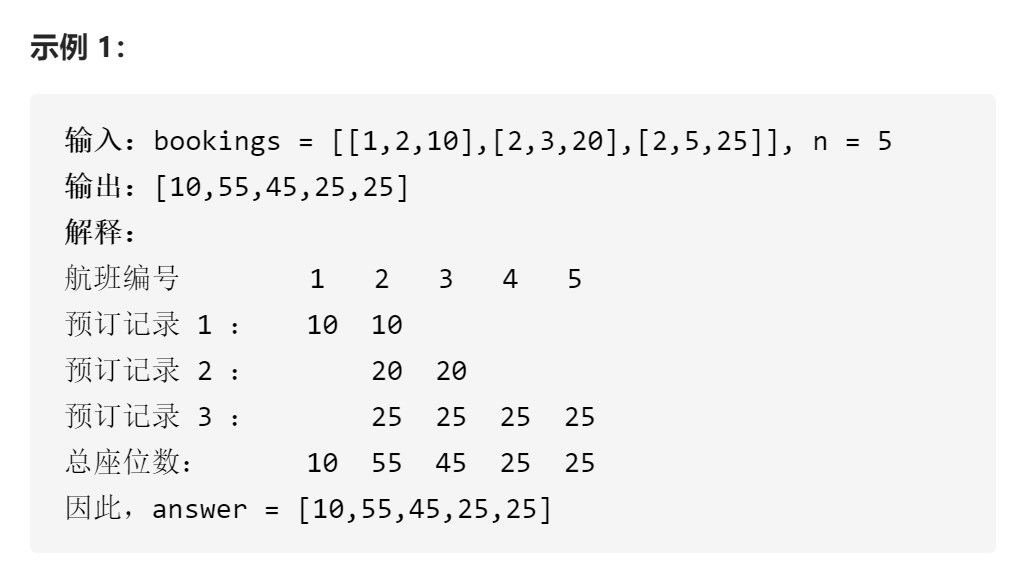 示例 1：
输入：bookings = [[1,2,10],[2,3,20],[2,5,25]], n = 5
输出：[10,55,45,25,25]
解释：
航班编号        1   2   3   4   5
预订记录 1 ：   10  10
预订记录 2 ：       20  20
预订记录 3 ：       25  25  25  25
总座位数：      10  55  45  25  25
因此，answer = [10,55,45,25,25]